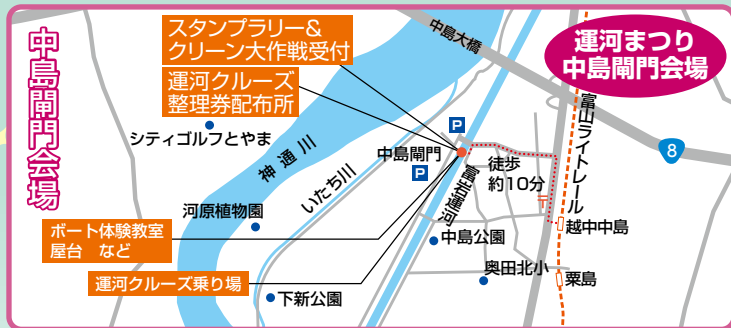 中島閘門会場
スタンプラリー&
クリーン大作戦受付
運河クルーズ
整理券配布所
中島大橋
運河まつり
中島閘門会場
シティゴルフとやま
神通川
いたち川
P
中島閘門
P
徒歩
約10分
〒
富山ライトレール
8
富岩運河
河原植物園
ボート体験教室
屋台 など
中島公園
越中中島
運河クルーズ乗り場
奥田北小
粟島
下新公園